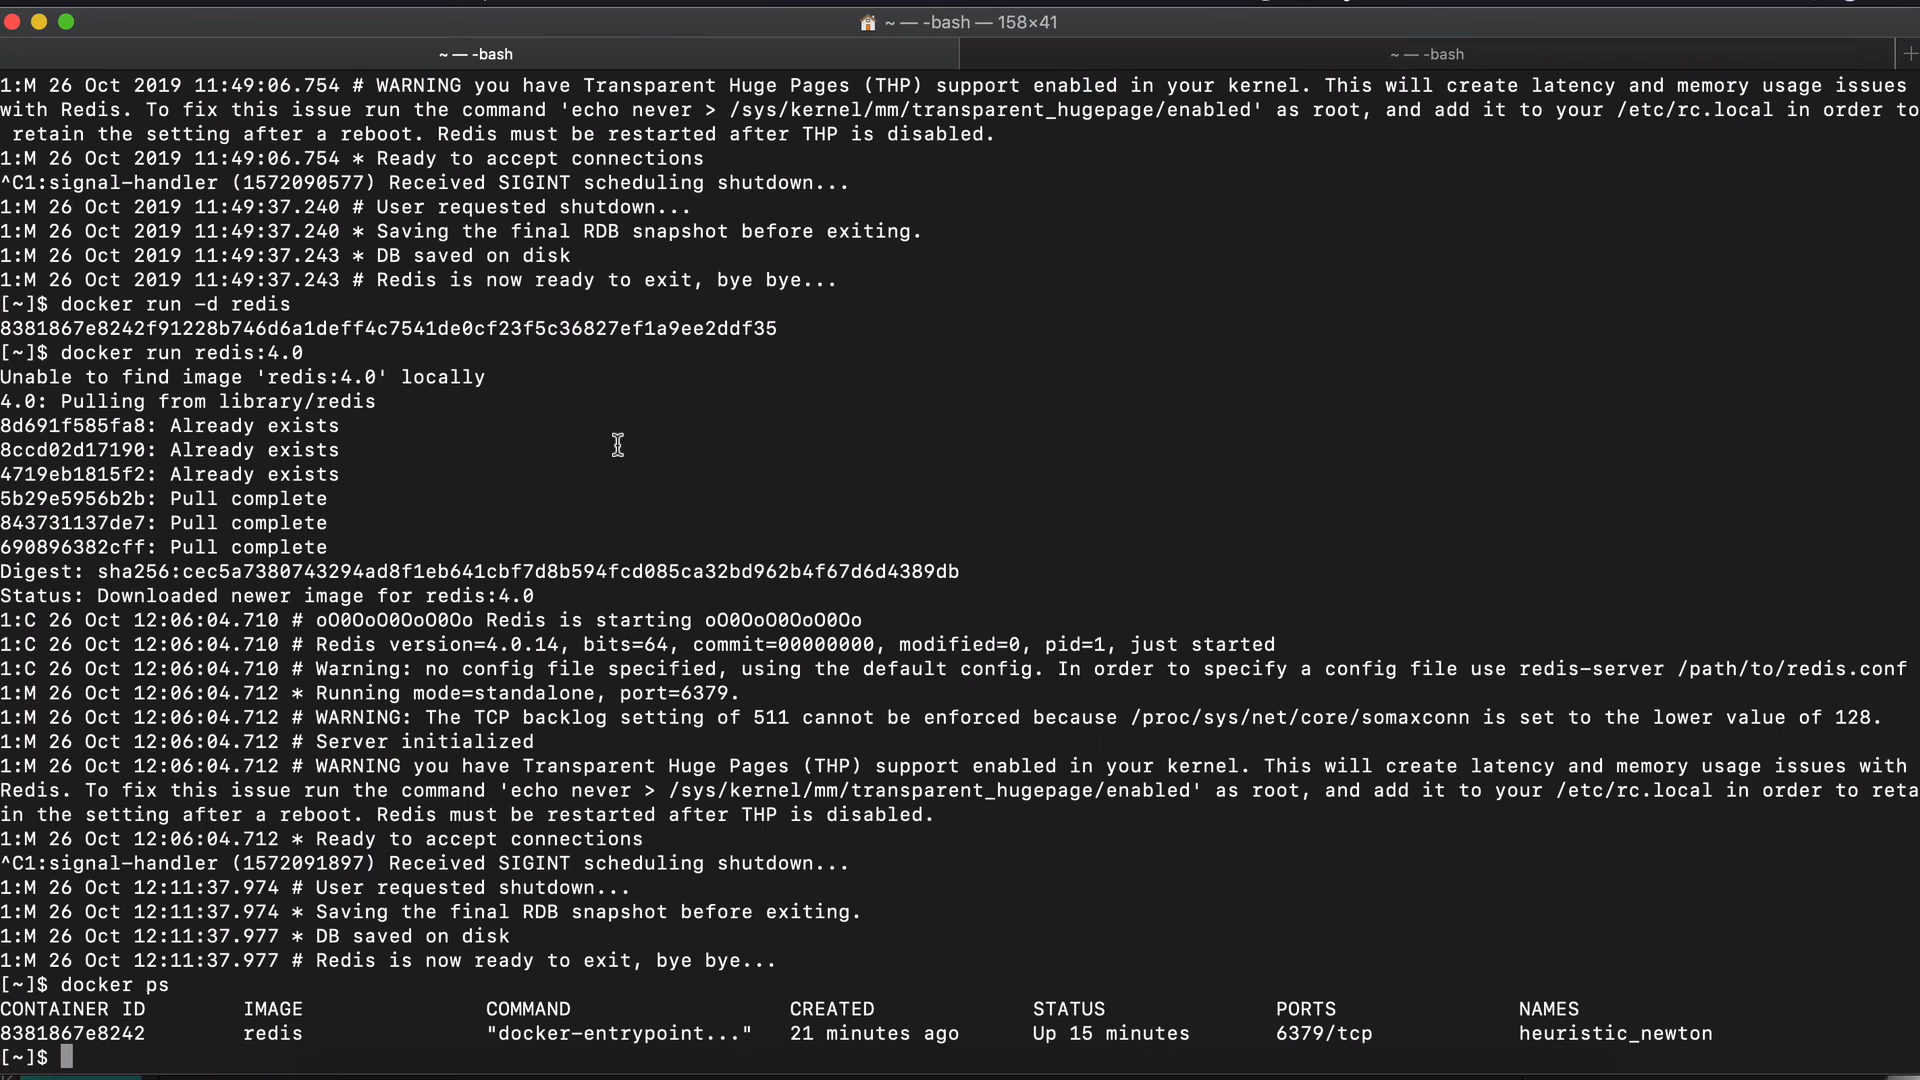 ~ — -bash — 158×41
~ — -bash
~ — -bash
1:M 26 Oct 2019 11:49:06.754 # WARNING you have Transparent Huge Pages (THP) support enabled in your kernel. This will create latency and memory usage issues
with Redis. To fix this issue run the command 'echo never > /sys/kernel/mm/transparent_hugepage/enabled' as root, and add it to your /etc/rc.local in order to
retain the setting after a reboot. Redis must be restarted after THP is disabled.
1:M 26 Oct 2019 11:49:06.754 * Ready to accept connections
^C1:signal-handler (1572090577) Received SIGINT scheduling shutdown...
1:M 26 Oct 2019 11:49:37.240 # User requested shutdown...
1:M 26 Oct 2019 11:49:37.240 * Saving the final RDB snapshot before exiting.
1:M 26 Oct 2019 11:49:37.243 * DB saved on disk
1:M 26 Oct 2019 11:49:37.243 # Redis is now ready to exit, bye bye...
[~]$ docker run -d redis
8381867e8242f91228b746d6a1deff4c7541de0cf23f5c36827ef1a9ee2ddf35
[~]$ docker run redis:4.0
Unable to find image 'redis:4.0' locally
4.0: Pulling from library/redis
8d691f585fa8: Already exists
8ccd02d17190: Already exists
4719eb1815f2: Already exists
5b29e5956b2b: Pull complete
843731137de7: Pull complete
690896382cff: Pull complete
Digest: sha256:cec5a7380743294ad8f1eb641cbf7d8b594fcd085ca32bd962b4f67d6d4389db
Status: Downloaded newer image for redis:4.0
1:C 26 Oct 12:06:04.710 # oO0OoO0OoO0Oo Redis is starting oO0OoO0OoO0Oo
1:C 26 Oct 12:06:04.710 # Redis version=4.0.14, bits=64, commit=00000000, modified=0, pid=1, just started
1:C 26 Oct 12:06:04.710 # Warning: no config file specified, using the default config. In order to specify a config file use redis-server /path/to/redis.conf
1:M 26 Oct 12:06:04.712 * Running mode=standalone, port=6379.
1:M 26 Oct 12:06:04.712 # WARNING: The TCP backlog setting of 511 cannot be enforced because /proc/sys/net/core/somaxconn is set to the lower value of 128.
1:M 26 Oct 12:06:04.712 # Server initialized
1:M 26 Oct 12:06:04.712 # WARNING you have Transparent Huge Pages (THP) support enabled in your kernel. This will create latency and memory usage issues with
Redis. To fix this issue run the command 'echo never > /sys/kernel/mm/transparent_hugepage/enabled' as root, and add it to your /etc/rc.local in order to reta
in the setting after a reboot. Redis must be restarted after THP is disabled.
1:M 26 Oct 12:06:04.712 * Ready to accept connections
^C1:signal-handler (1572091897) Received SIGINT scheduling shutdown...
1:M 26 Oct 12:11:37.974 # User requested shutdown...
1:M 26 Oct 12:11:37.974 * Saving the final RDB snapshot before exiting.
1:M 26 Oct 12:11:37.977 * DB saved on disk
1:M 26 Oct 12:11:37.977 # Redis is now ready to exit, bye bye...
[~]$ docker ps
CONTAINER ID IMAGE COMMAND CREATED STATUS PORTS NAMES
8381867e8242 redis "docker-entrypoint..." 21 minutes ago Up 15 minutes 6379/tcp heuristic_newton
[~]$